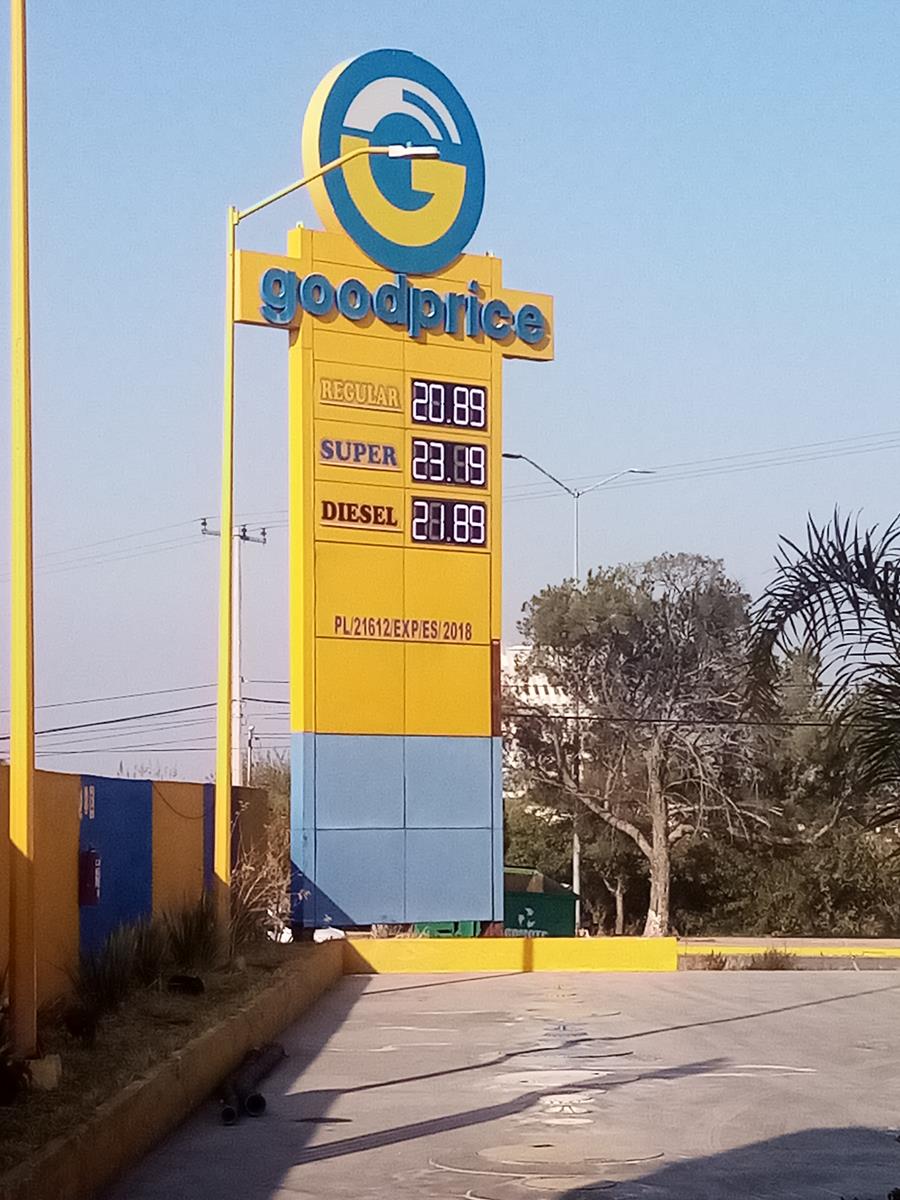 G
goodprice
REGULAR 20.89
SUPER 23.19
DIESEL 21.89
PL/21612/EXP/ES/2018